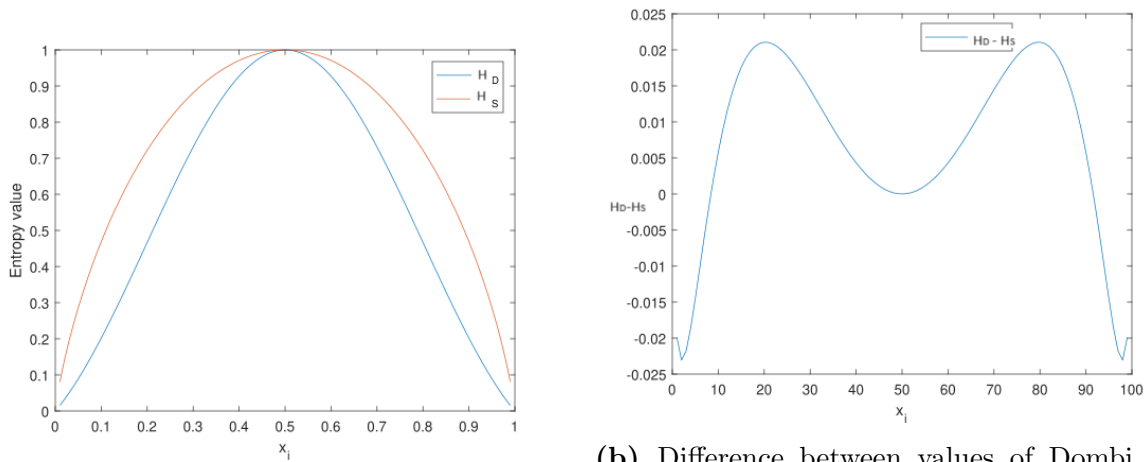 1
0.9
0.8
0.7
0.6
0.5
0.4
0.3
0.2
0.1
0
Entropy value
0 0.1 0.2 0.3 0.4 0.5 0.6 0.7 0.8 0.9 1
x_i
H_D
H_S
0.025
0.02
0.015
0.01
0.005
0
-0.005
-0.01
-0.015
-0.02
-0.025
HD-HS
0 10 20 30 40 50 60 70 80 90 100
x_i
HD - HS
(b) Difference between values of Dombi